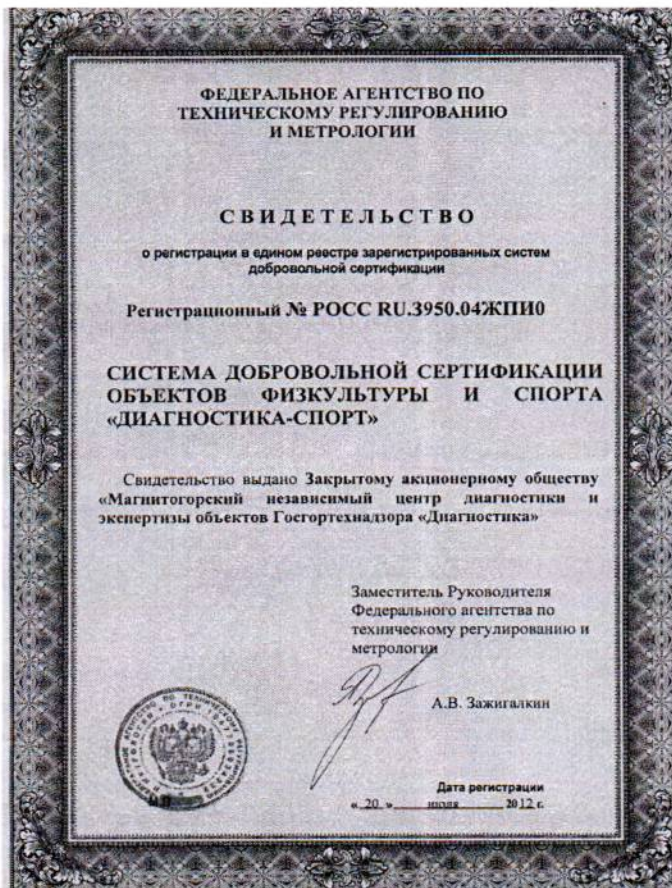 ФЕДЕРАЛЬНОЕ АГЕНТСТВО ПО
ТЕХНИЧЕСКОМУ РЕГУЛИРОВАНИЮ
И МЕТРОЛОГИИ
СВИДЕТЕЛЬСТВО
о регистрации в едином реестре зарегистрированных систем
добровольной сертификации
Регистрационный № РОСС RU.3950.04ЖПИ0
СИСТЕМА ДОБРОВОЛЬНОЙ СЕРТИФИКАЦИИ
ОБЪЕКТОВ ФИЗКУЛЬТУРЫ И СПОРТА
«ДИАГНОСТИКА-СПОРТ»
Свидетельство выдано Закрытому акционерному обществу
«Магнитогорский независимый центр диагностики и
экспертизы объектов Госгортехнадзора «Диагностика»
Заместитель Руководителя
Федерального агентства по
техническому регулированию и
метрологии
А.В. Зажигалкин
Дата регистрации
« 20 » июля 2012 г.